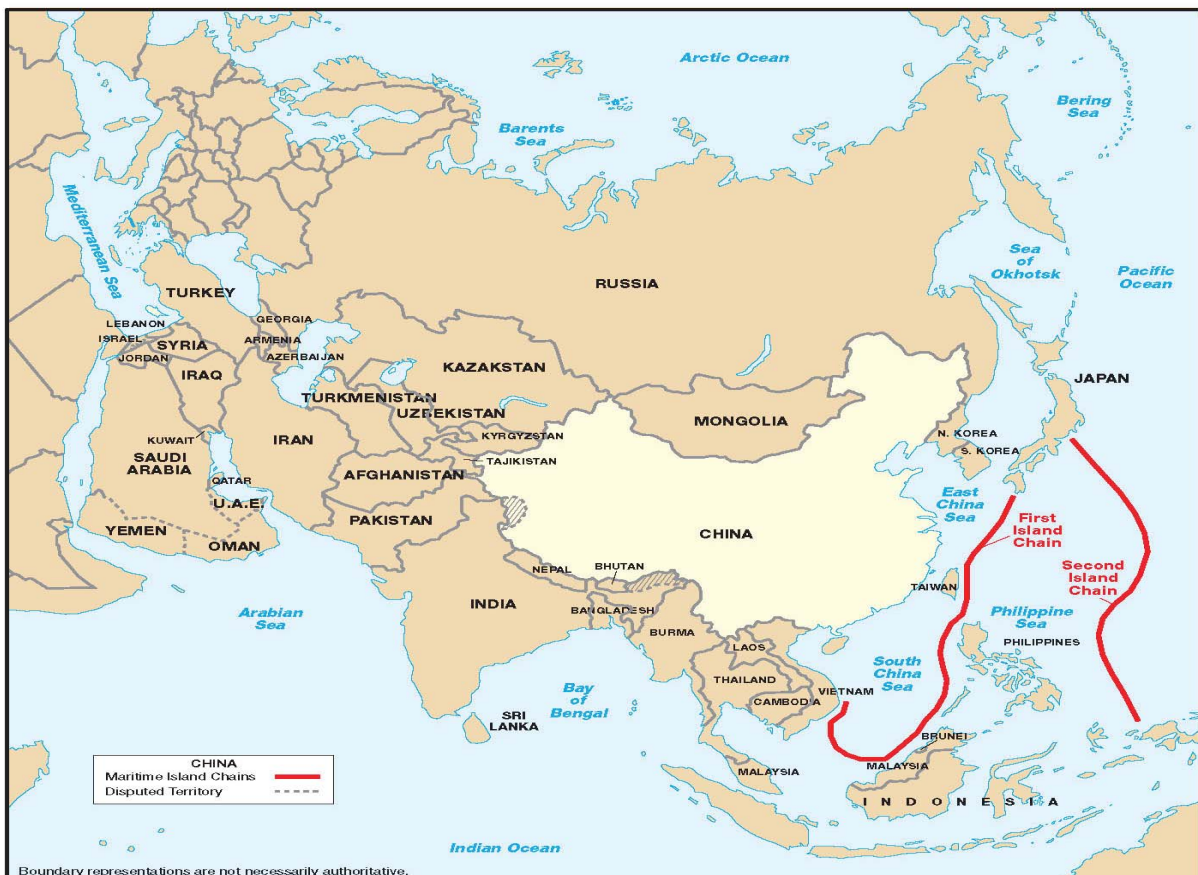 Arctic Ocean
Bering
Sea
Barents
Sea
Mediterranean Sea
Sea
of
Okhotsk
Pacific
Ocean
RUSSIA
TURKEY
GEORGIA
LEBANON
ISRAEL
SYRIA
ARMENIA
JORDAN
AZERBAIJAN
IRAQ
KAZAKSTAN
JAPAN
TURKMENISTAN
UZBEKISTAN
MONGOLIA
KUWAIT
IRAN
KYRGYZSTAN
N. KOREA
S. KOREA
SAUDI
ARABIA
TAJIKISTAN
AFGHANISTAN
QATAR
U.A.E.
East
China
Sea
PAKISTAN
YEMEN
OMAN
CHINA
First
Island
Chain
NEPAL
BHUTAN
Second
Island
Chain
TAIWAN
INDIA
BANGLADESH
Arabian
Sea
Philippine
Sea
BURMA
PHILIPPINES
LAOS
South
China
Sea
THAILAND
VIETNAM
CAMBODIA
Bay
of
Bengal
SRI
LANKA
BRUNEI
MALAYSIA
MALAYSIA
INDONESIA
CHINA
Maritime Island Chains
Disputed Territory
Indian Ocean
Boundary representations are not necessarily authoritative.